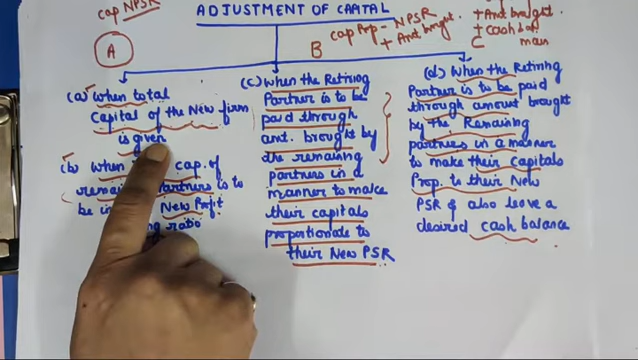 cap NPSR
ADJUSTMENT OF CAPITAL
A
B cap Prop - NPSR
+ Amt brought.
+ Amt brought.
+ cash bal.
C
(a) When total
Capital of the New firm
is given
(b) When cap. of
remaining Partners is to
be in New Profit
ratio
(c) When the Retiring
Partner is to be
paid through
amt. brought by
the remaining
partners in a
manner to make
their capitals
proportionate to
their New PSR
(d) When the Retiring
Partner is to be paid
through amount brought
by the Remaining
partners in a manner
to make their capitals
Prop. to their New
PSR & also leave a
desired cash balance